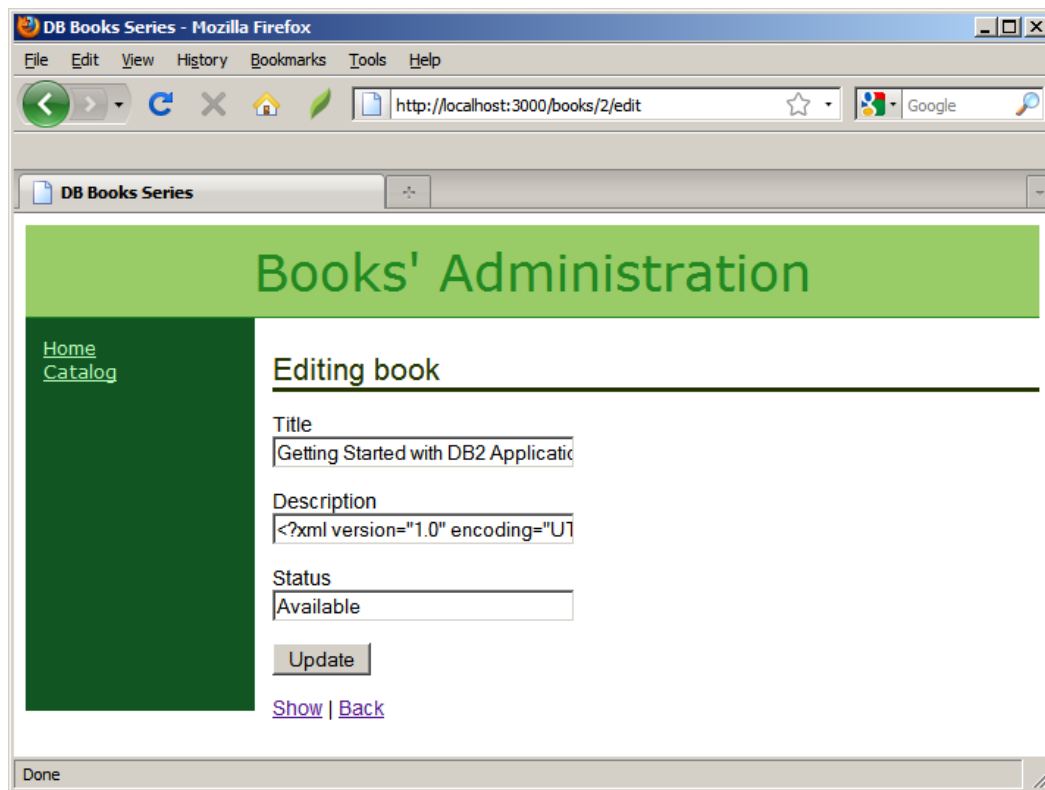 DB Books Series - Mozilla Firefox
File Edit View History Bookmarks Tools Help
http://localhost:3000/books/2/edit Google
DB Books Series
Books' Administration
Home
Catalog
Editing book
Title
Getting Started with DB2 Applicatic
Description
<?xml version="1.0" encoding="UT
Status
Available
Update
Show | Back
Done